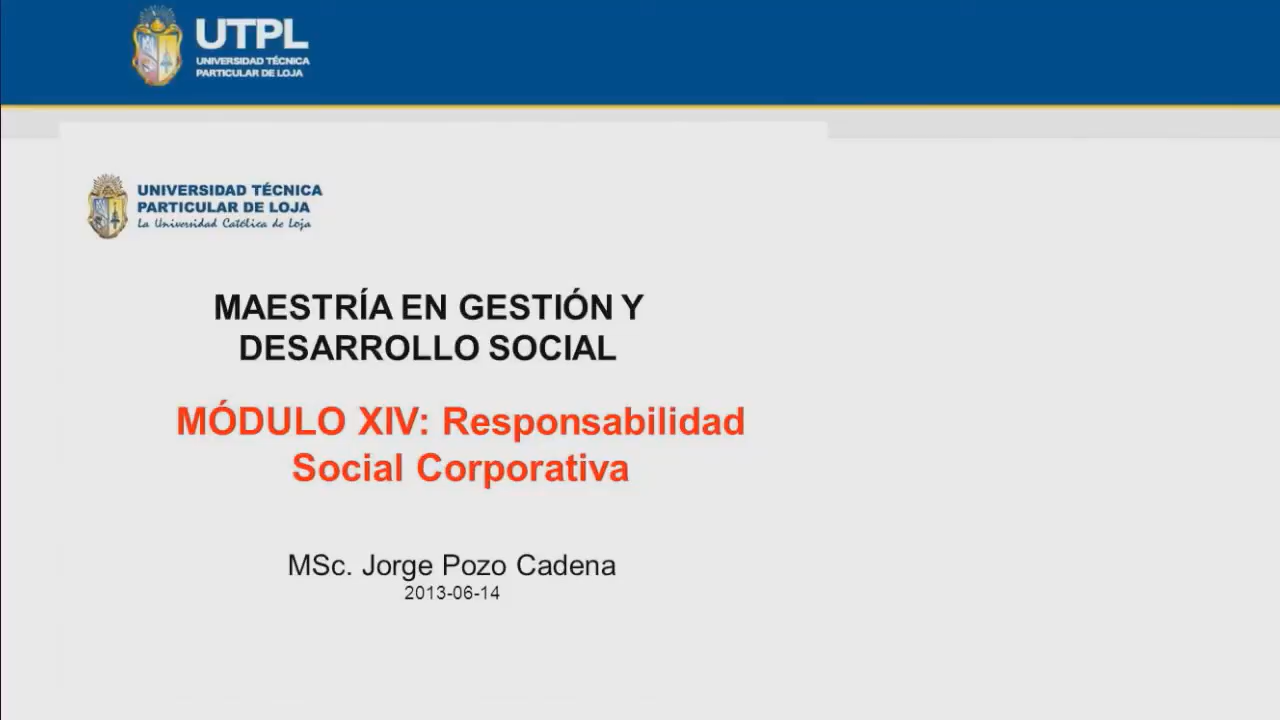 UTPL
UNIVERSIDAD TÉCNICA
PARTICULAR DE LOJA
UNIVERSIDAD TÉCNICA
PARTICULAR DE LOJA
La Universidad Católica de Loja
MAESTRÍA EN GESTIÓN Y
DESARROLLO SOCIAL
MÓDULO XIV: Responsabilidad
Social Corporativa
MSc. Jorge Pozo Cadena
2013-06-14